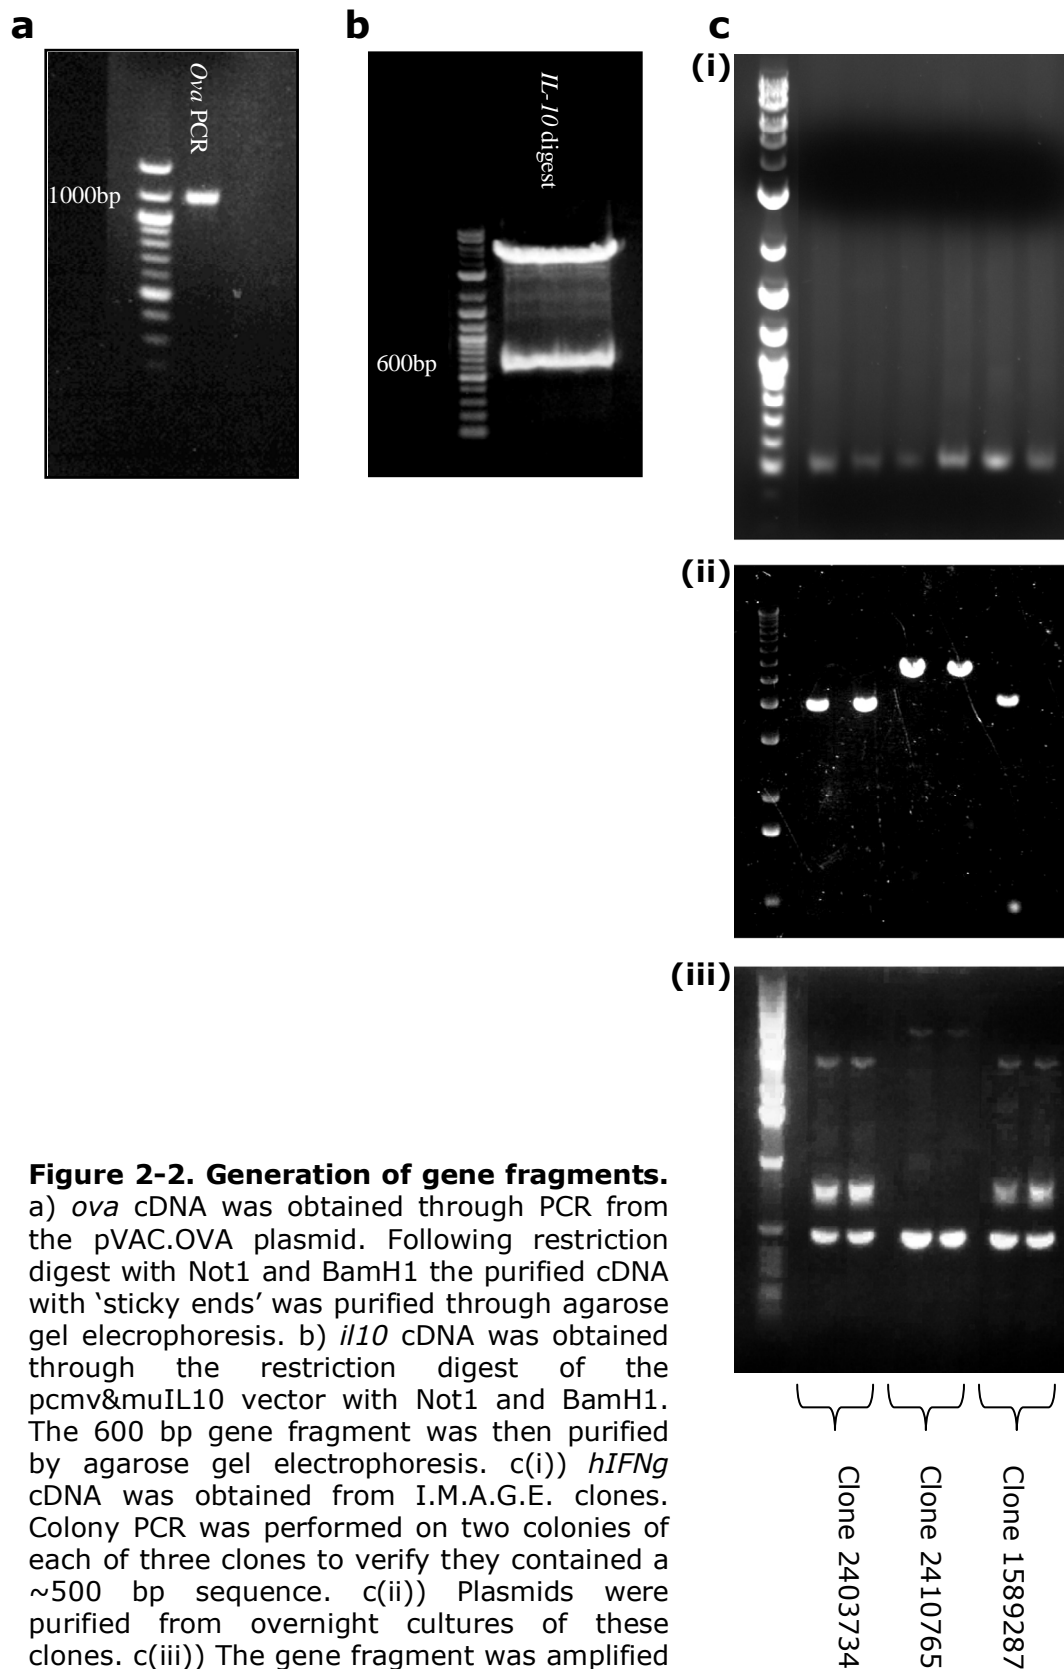 a
b
c
(i)
Ova PCR
1000bp
IL-10 digest
600bp
(ii)
(iii)
Figure 2-2. Generation of gene fragments.
a) ova cDNA was obtained through PCR from
the pVAC.OVA plasmid. Following restriction
digest with Not1 and BamH1 the purified cDNA
with ‘sticky ends’ was purified through agarose
gel elecrophoresis. b) il10 cDNA was obtained
through the restriction digest of the
pcmv&muIL10 vector with Not1 and BamH1.
The 600 bp gene fragment was then purified
by agarose gel electrophoresis. c(i)) hIFNg
cDNA was obtained from I.M.A.G.E. clones.
Colony PCR was performed on two colonies of
each of three clones to verify they contained a
~500 bp sequence. c(ii)) Plasmids were
purified from overnight cultures of these
clones. c(iii)) The gene fragment was amplified
Clone 2403734
Clone 2410765
Clone 1589287